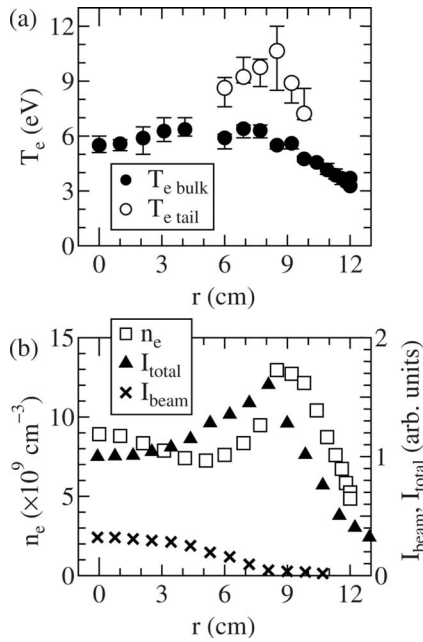 (a)
12
9
6
3
0
T_e (eV)
T_e bulk
T_e tail
0 3 6 9 12
r (cm)
(b)
n_e
I_total
I_beam
15
10
5
0
n_e (×10^9 cm^-3)
2
1
0
I_beam, I_total (arb. units)
0 3 6 9 12
r (cm)